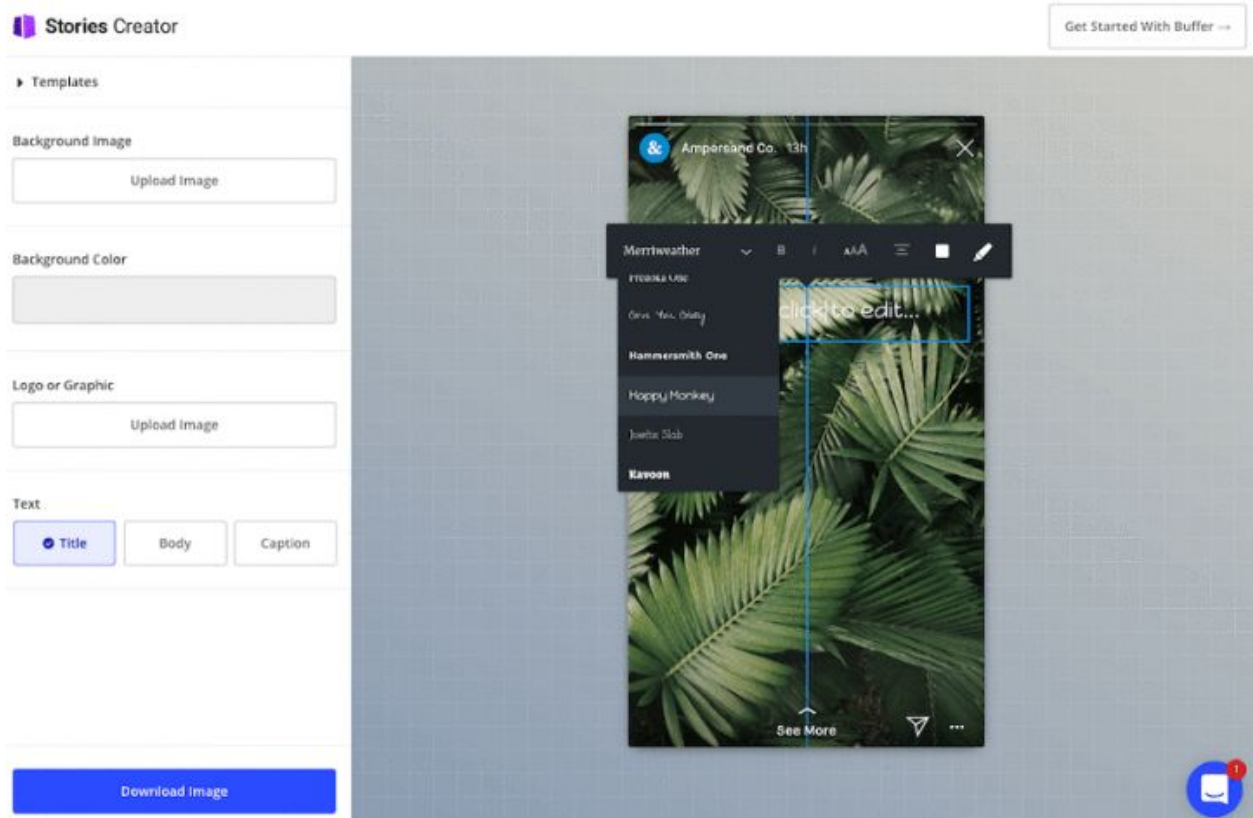 Stories Creator
Get Started With Buffer →
Templates
Background Image
Upload Image
Background Color
Logo or Graphic
Upload Image
Text
Title
Body
Caption
Download Image
& Ampersand Co. 13h
Merriweather
B I AAA
click to edit...
Hammersmith One
Happy Monkey
Josefin Slab
Kavoon
See More
1